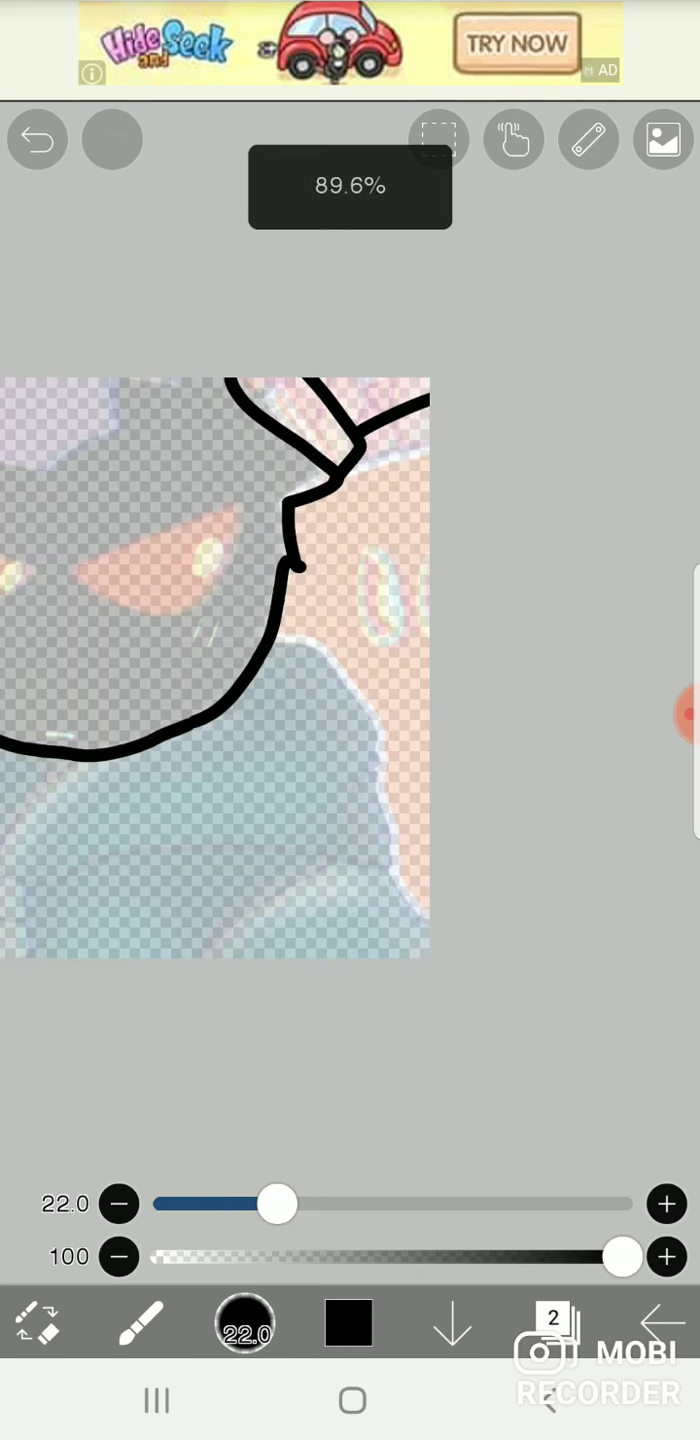 Hide and Seek
TRY NOW
AD
89.6%
22.0
100
22.0
2
MOBI
RECORDER